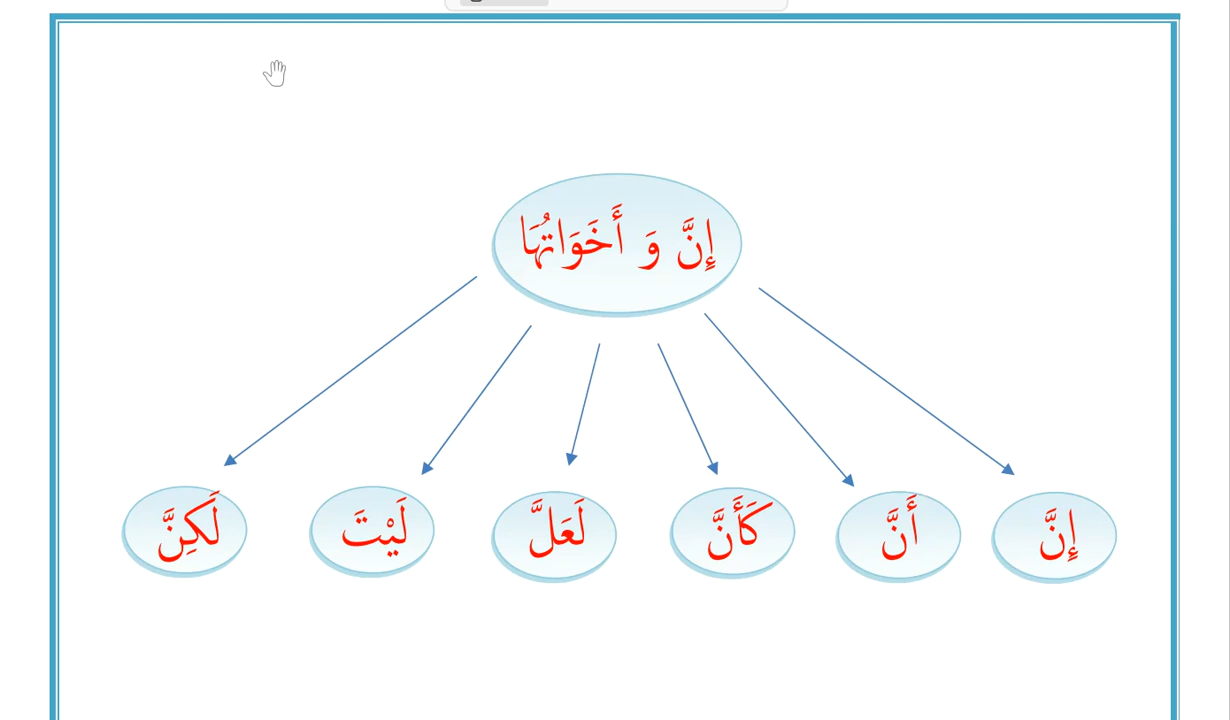 إِنَّ وَ أَخَوَاتُهَا
إِنَّ
أَنَّ
كَأَنَّ
لَعَلَّ
لَيْتَ
لَكِنَّ